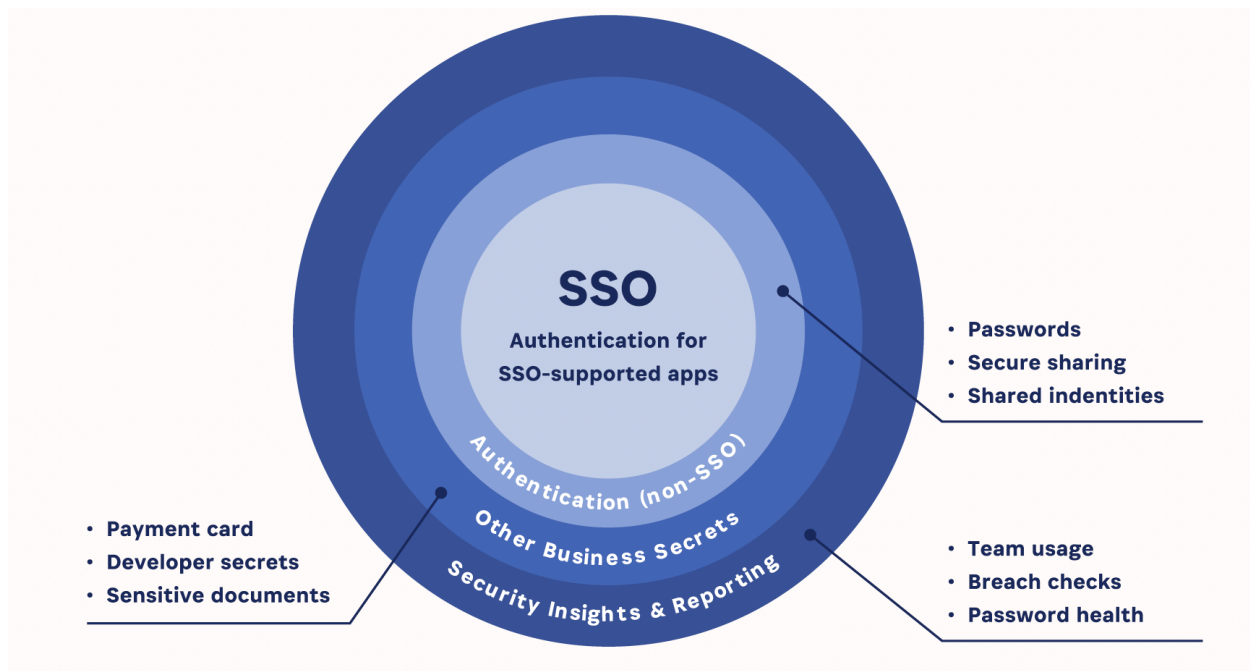 SSO
Authentication for
SSO-supported apps
Authentication (non-SSO)
Other Business Secrets
Security Insights & Reporting
• Passwords
• Secure sharing
• Shared indentities
• Payment card
• Developer secrets
• Sensitive documents
• Team usage
• Breach checks
• Password health